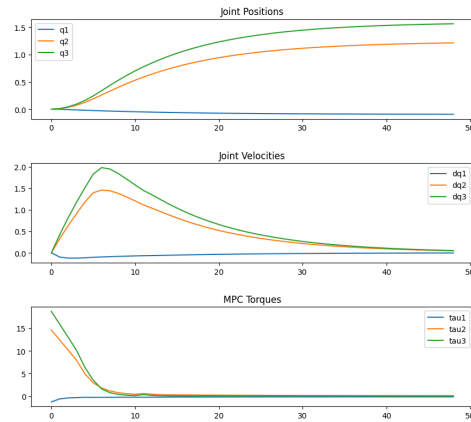 Joint Positions
q1
q2
q3
1.5
1.0
0.5
0.0
0 10 20 30 40 50
Joint Velocities
dq1
dq2
dq3
2.0
1.5
1.0
0.5
0.0
0 10 20 30 40 50
MPC Torques
tau1
tau2
tau3
15
10
5
0
0 10 20 30 40 50